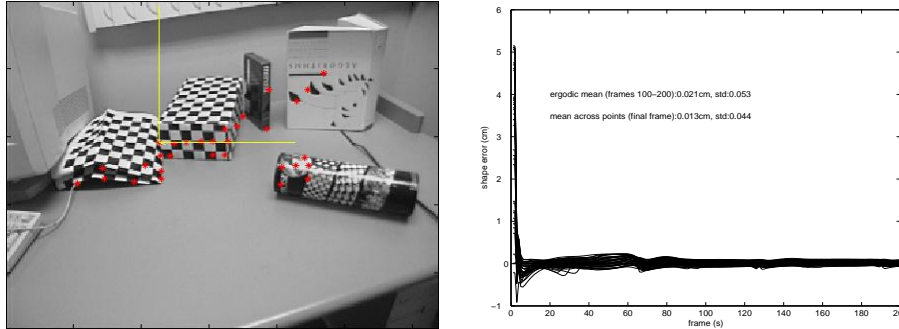 ALGORITHMS
6
5
4
3
2
1
0
−1
shape error (cm)
ergodic mean (frames 100−200):0.021cm, std:0.053
mean across points (final frame):0.013cm, std:0.044
0 20 40 60 80 100 120 140 160 180 200
frame (s)